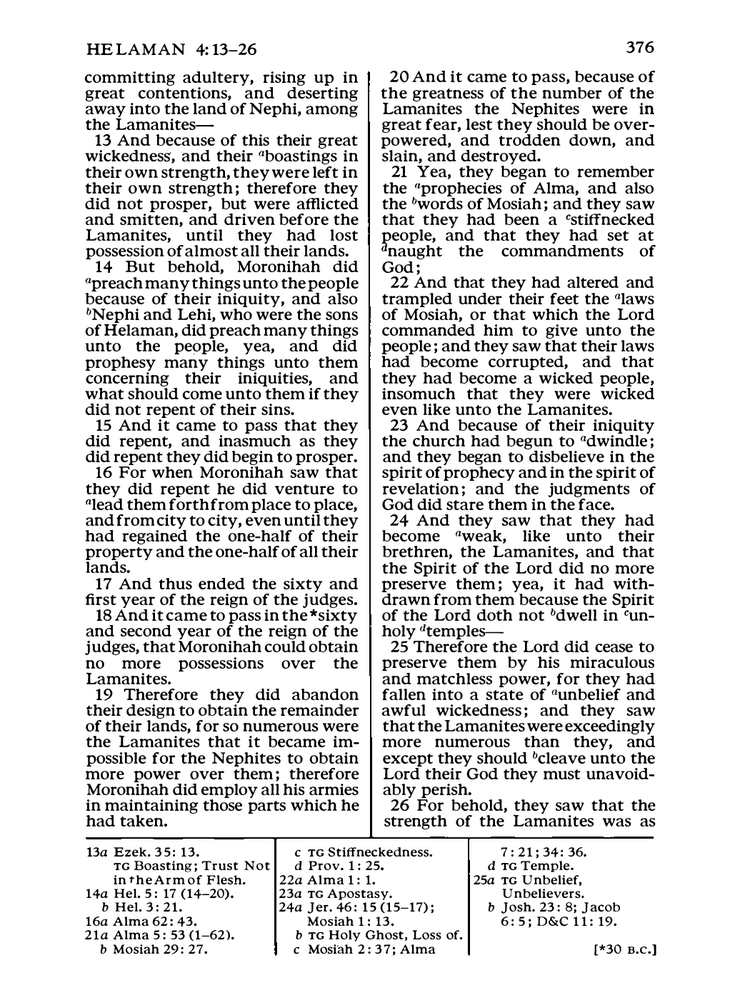 HELAMAN 4:13–26
376
committing adultery, rising up in
great contentions, and deserting
away into the land of Nephi, among
the Lamanites—
13 And because of this their great
wickedness, and their aboastings in
their own strength, they were left in
their own strength; therefore they
did not prosper, but were afflicted
and smitten, and driven before the
Lamanites, until they had lost
possession of almost all their lands.
14 But behold, Moronihah did
apreach many things unto the people
because of their iniquity, and also
bNephi and Lehi, who were the sons
of Helaman, did preach many things
unto the people, yea, and did
prophesy many things unto them
concerning their iniquities, and
what should come unto them if they
did not repent of their sins.
15 And it came to pass that they
did repent, and inasmuch as they
did repent they did begin to prosper.
16 For when Moronihah saw that
they did repent he did venture to
alead them forth from place to place,
and from city to city, even until they
had regained the one-half of their
property and the one-half of all their
lands.
17 And thus ended the sixty and
first year of the reign of the judges.
18 And it came to pass in the *sixty
and second year of the reign of the
judges, that Moronihah could obtain
no more possessions over the
Lamanites.
19 Therefore they did abandon
their design to obtain the remainder
of their lands, for so numerous were
the Lamanites that it became im-
possible for the Nephites to obtain
more power over them; therefore
Moronihah did employ all his armies
in maintaining those parts which he
had taken.
20 And it came to pass, because of
the greatness of the number of the
Lamanites the Nephites were in
great fear, lest they should be over-
powered, and trodden down, and
slain, and destroyed.
21 Yea, they began to remember
the aprophecies of Alma, and also
the bwords of Mosiah; and they saw
that they had been a cstiffnecked
people, and that they had set at
dnaught the commandments of
God;
22 And that they had altered and
trampled under their feet the alaws
of Mosiah, or that which the Lord
commanded him to give unto the
people; and they saw that their laws
had become corrupted, and that
they had become a wicked people,
insomuch that they were wicked
even like unto the Lamanites.
23 And because of their iniquity
the church had begun to adwindle;
and they began to disbelieve in the
spirit of prophecy and in the spirit of
revelation; and the judgments of
God did stare them in the face.
24 And they saw that they had
become aweak, like unto their
brethren, the Lamanites, and that
the Spirit of the Lord did no more
preserve them; yea, it had with-
drawn from them because the Spirit
of the Lord doth not bdwell in cun-
holy dtemples—
25 Therefore the Lord did cease to
preserve them by his miraculous
and matchless power, for they had
fallen into a state of aunbelief and
awful wickedness; and they saw
that the Lamanites were exceedingly
more numerous than they, and
except they should bcleave unto the
Lord their God they must unavoid-
ably perish.
26 For behold, they saw that the
strength of the Lamanites was as
13a Ezek. 35: 13.
TG Boasting; Trust Not
in the Arm of Flesh.
14a Hel. 5: 17 (14–20).
b Hel. 3: 21.
16a Alma 62: 43.
21a Alma 5: 53 (1–62).
b Mosiah 29: 27.
c TG Stiffneckedness.
d Prov. 1: 25.
22a Alma 1: 1.
23a TG Apostasy.
24a Jer. 46: 15 (15–17);
Mosiah 1: 13.
b TG Holy Ghost, Loss of.
c Mosiah 2: 37; Alma
7: 21; 34: 36.
d TG Temple.
25a TG Unbelief,
Unbelievers.
b Josh. 23: 8; Jacob
6: 5; D&C 11: 19.
[*30 B.C.]